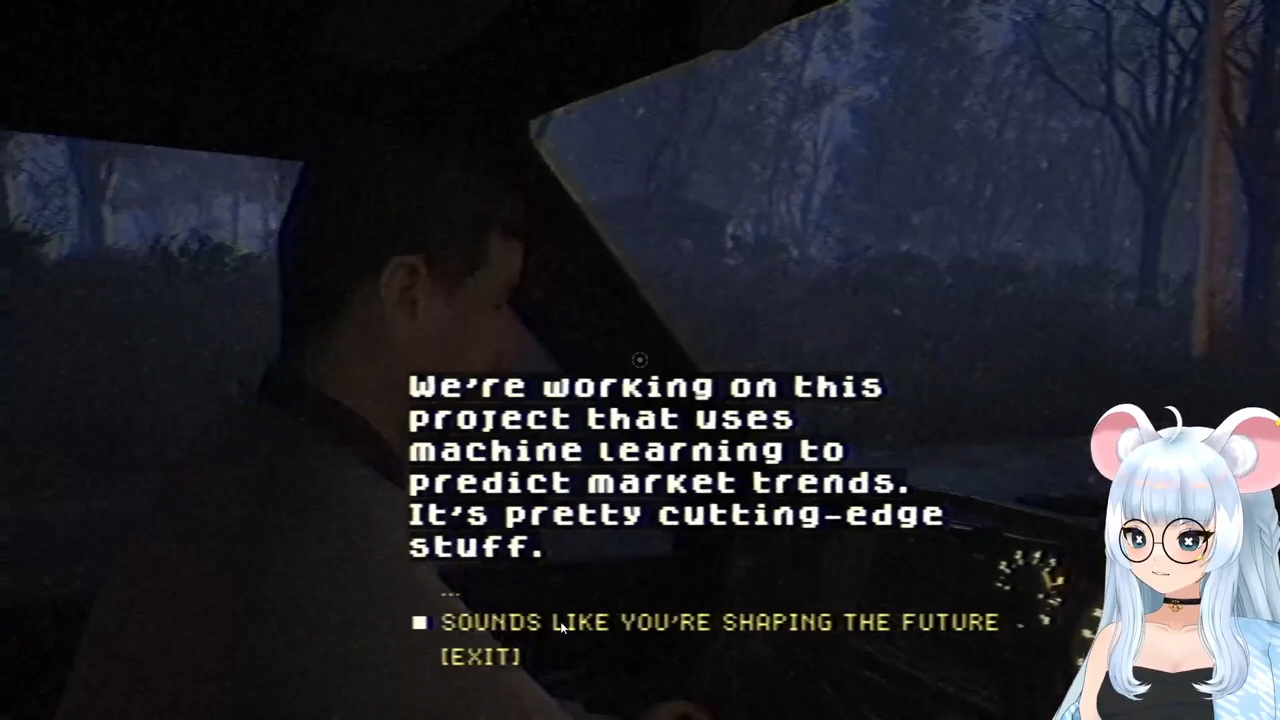 We're working on this
project that uses
machine learning to
predict market trends.
It's pretty cutting-edge
stuff.
...
SOUNDS LIKE YOU'RE SHAPING THE FUTURE
[EXIT]